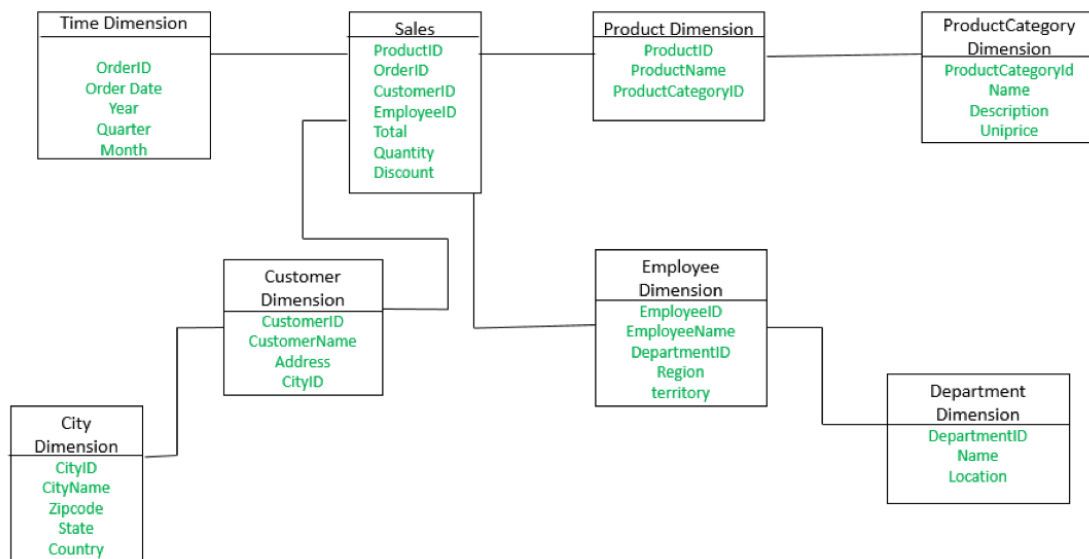 Time Dimension
OrderID
Order Date
Year
Quarter
Month
Sales
ProductID
OrderID
CustomerID
EmployeeID
Total
Quantity
Discount
Product Dimension
ProductID
ProductName
ProductCategoryID
ProductCategory
Dimension
ProductCategoryId
Name
Description
Uniprice
Customer
Dimension
CustomerID
CustomerName
Address
CityID
Employee
Dimension
EmployeeID
EmployeeName
DepartmentID
Region
territory
City
Dimension
CityID
CityName
Zipcode
State
Country
Department
Dimension
DepartmentID
Name
Location